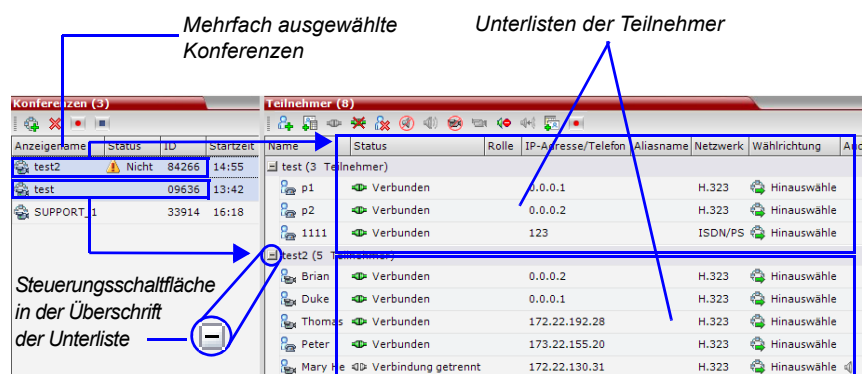 Mehrfach ausgewählte
Konferenzen
Unterlisten der Teilnehmer
Konferenzen (3)
Teilnehmer (8)
Anzeigename Status ID Startzeit
test2 Nicht 84266 14:55
test 09636 13:42
SUPPORT_1 33914 16:18
Name Status Rolle IP-Adresse/Telefon Aliasname Netzwerk Wählrichtung
test (3 Teilnehmer)
p1 Verbunden 0.0.0.1 H.323 Hinauswähle
p2 Verbunden 0.0.0.2 H.323 Hinauswähle
1111 Verbunden 123 ISDN/PS Hinauswähle
test2 (5 Teilnehmer)
Brian Verbunden 0.0.0.2 H.323 Hinauswähle
Duke Verbunden 0.0.0.1 H.323 Hinauswähle
Thomas Verbunden 172.22.192.28 H.323 Hinauswähle
Peter Verbunden 173.22.155.20 H.323 Hinauswähle
Mary He Verbindung getrennt 172.22.130.31 H.323 Hinauswähle
Steuerungsschaltfläche
in der Überschrift
der Unterliste